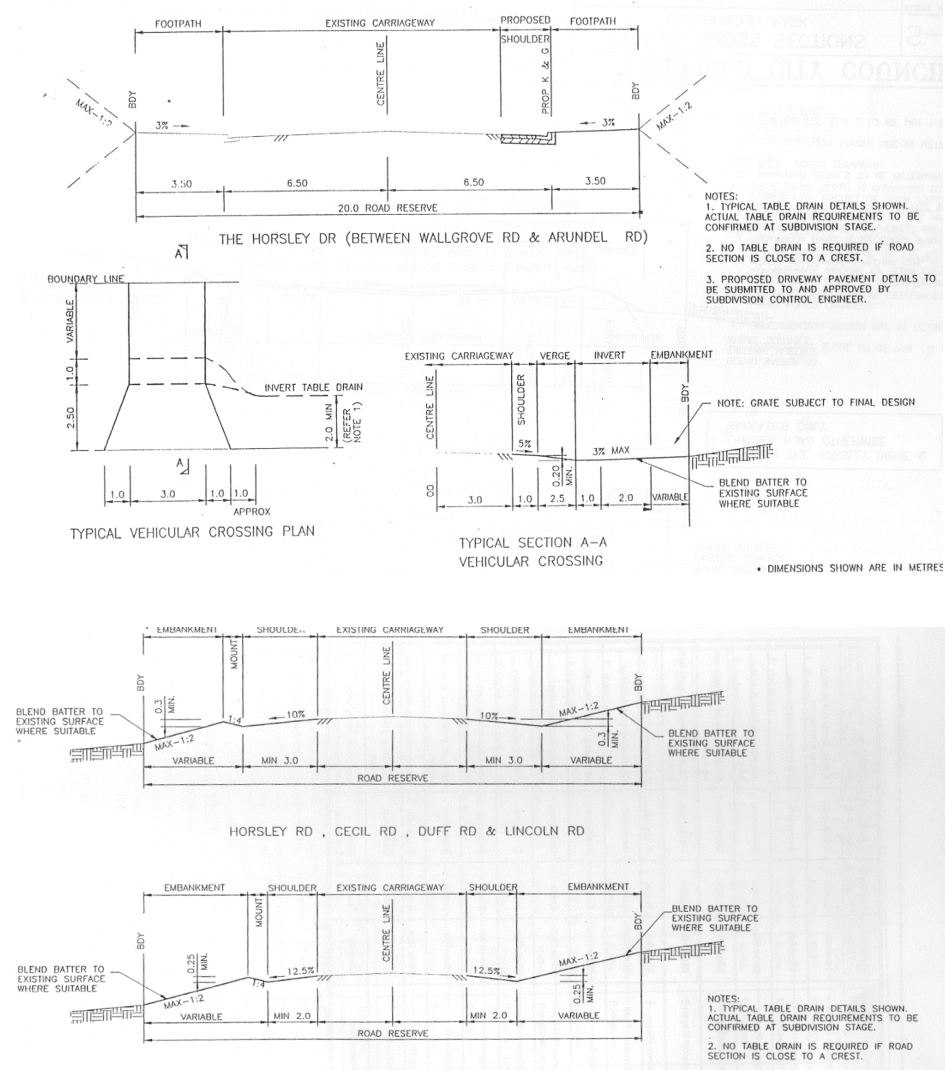 FOOTPATH
EXISTING CARRIAGEWAY
PROPOSED
SHOULDER
FOOTPATH
BDY
CENTRE LINE
PROP K & G
BDY
MAX-1:2
3%
3%
MAX-1:2
3.50
6.50
6.50
3.50
20.0 ROAD RESERVE
THE HORSLEY DR (BETWEEN WALLGROVE RD & ARUNDEL RD)
NOTES:
1. TYPICAL TABLE DRAIN DETAILS SHOWN.
ACTUAL TABLE DRAIN REQUIREMENTS TO BE
CONFIRMED AT SUBDIVISION STAGE.
2. NO TABLE DRAIN IS REQUIRED IF ROAD
SECTION IS CLOSE TO A CREST.
3. PROPOSED DRIVEWAY PAVEMENT DETAILS TO
BE SUBMITTED TO AND APPROVED BY
SUBDIVISION CONTROL ENGINEER.
A
BOUNDARY LINE
VARIABLE
1.0
2.50
INVERT TABLE DRAIN
2.0 MIN
(REFER
NOTE 1)
A
1.0
3.0
1.0
1.0
APPROX
TYPICAL VEHICULAR CROSSING PLAN
EXISTING CARRIAGEWAY
VERGE
INVERT
EMBANKMENT
CENTRE LINE
SHOULDER
BDY
NOTE: GRATE SUBJECT TO FINAL DESIGN
5%
3% MAX
0.20
MIN.
BLEND BATTER TO
EXISTING SURFACE
WHERE SUITABLE
00
3.0
1.0
2.5
1.0
2.0
VARIABLE
TYPICAL SECTION A-A
VEHICULAR CROSSING
• DIMENSIONS SHOWN ARE IN METRES
EMBANKMENT
MOUNT
SHOULDER
EXISTING CARRIAGEWAY
SHOULDER
EMBANKMENT
BDY
CENTRE LINE
BDY
BLEND BATTER TO
EXISTING SURFACE
WHERE SUITABLE
0.3
MIN.
1:4
10%
10%
MAX-1:2
MAX-1:2
0.3
MIN.
BLEND BATTER TO
EXISTING SURFACE
WHERE SUITABLE
VARIABLE
MIN 3.0
MIN 3.0
VARIABLE
ROAD RESERVE
HORSLEY RD , CECIL RD , DUFF RD & LINCOLN RD
EMBANKMENT
MOUNT
SHOULDER
EXISTING CARRIAGEWAY
SHOULDER
EMBANKMENT
BDY
CENTRE LINE
BDY
BLEND BATTER TO
EXISTING SURFACE
WHERE SUITABLE
BLEND BATTER TO
EXISTING SURFACE
WHERE SUITABLE
0.25
MIN.
MAX-1:2
1:4
12.5%
12.5%
MAX-1:2
0.25
MIN.
VARIABLE
MIN 2.0
MIN 2.0
VARIABLE
ROAD RESERVE
NOTES:
1. TYPICAL TABLE DRAIN DETAILS SHOWN.
ACTUAL TABLE DRAIN REQUIREMENTS TO BE
CONFIRMED AT SUBDIVISION STAGE.
2. NO TABLE DRAIN IS REQUIRED IF ROAD
SECTION IS CLOSE TO A CREST.